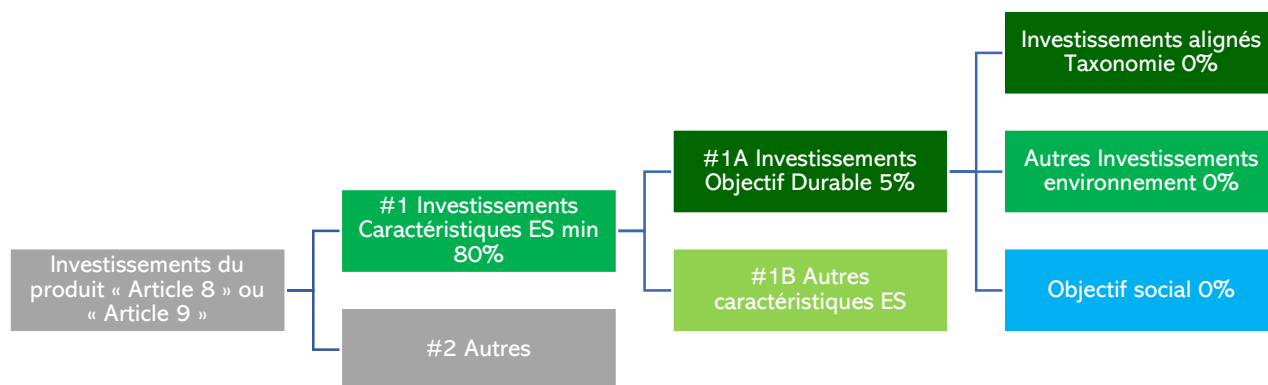 Investissements du
produit « Article 8 » ou
« Article 9 »
#1 Investissements
Caractéristiques ES min
80%
#2 Autres
#1A Investissements
Objectif Durable 5%
#1B Autres
caractéristiques ES
Investissements alignés
Taxonomie 0%
Autres Investissements
environnement 0%
Objectif social 0%